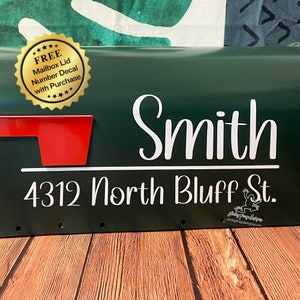 FREE
Mailbox Lid
Number Decal
with Purchase
Smith
4312 North Bluff St.